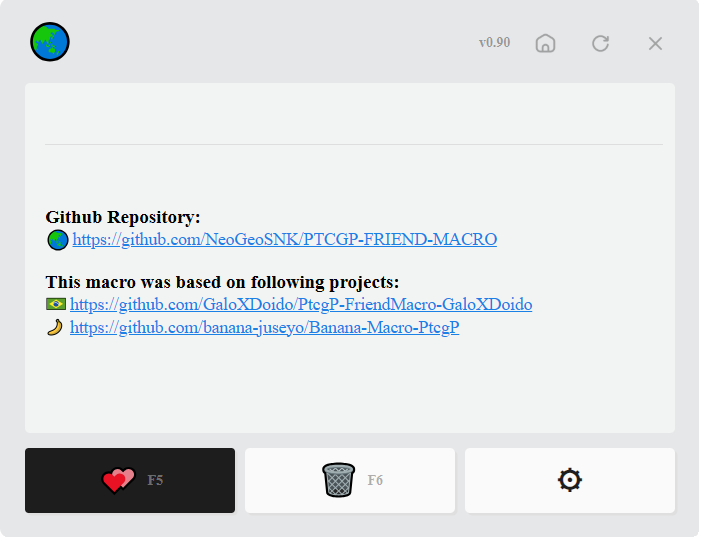 v0.90
Github Repository:
https://github.com/NeoGeoSNK/PTCGP-FRIEND-MACRO
This macro was based on following projects:
https://github.com/GaloXDoido/PtcgP-FriendMacro-GaloXDoido
https://github.com/banana-juseyo/Banana-Macro-PtcgP
F5
F6